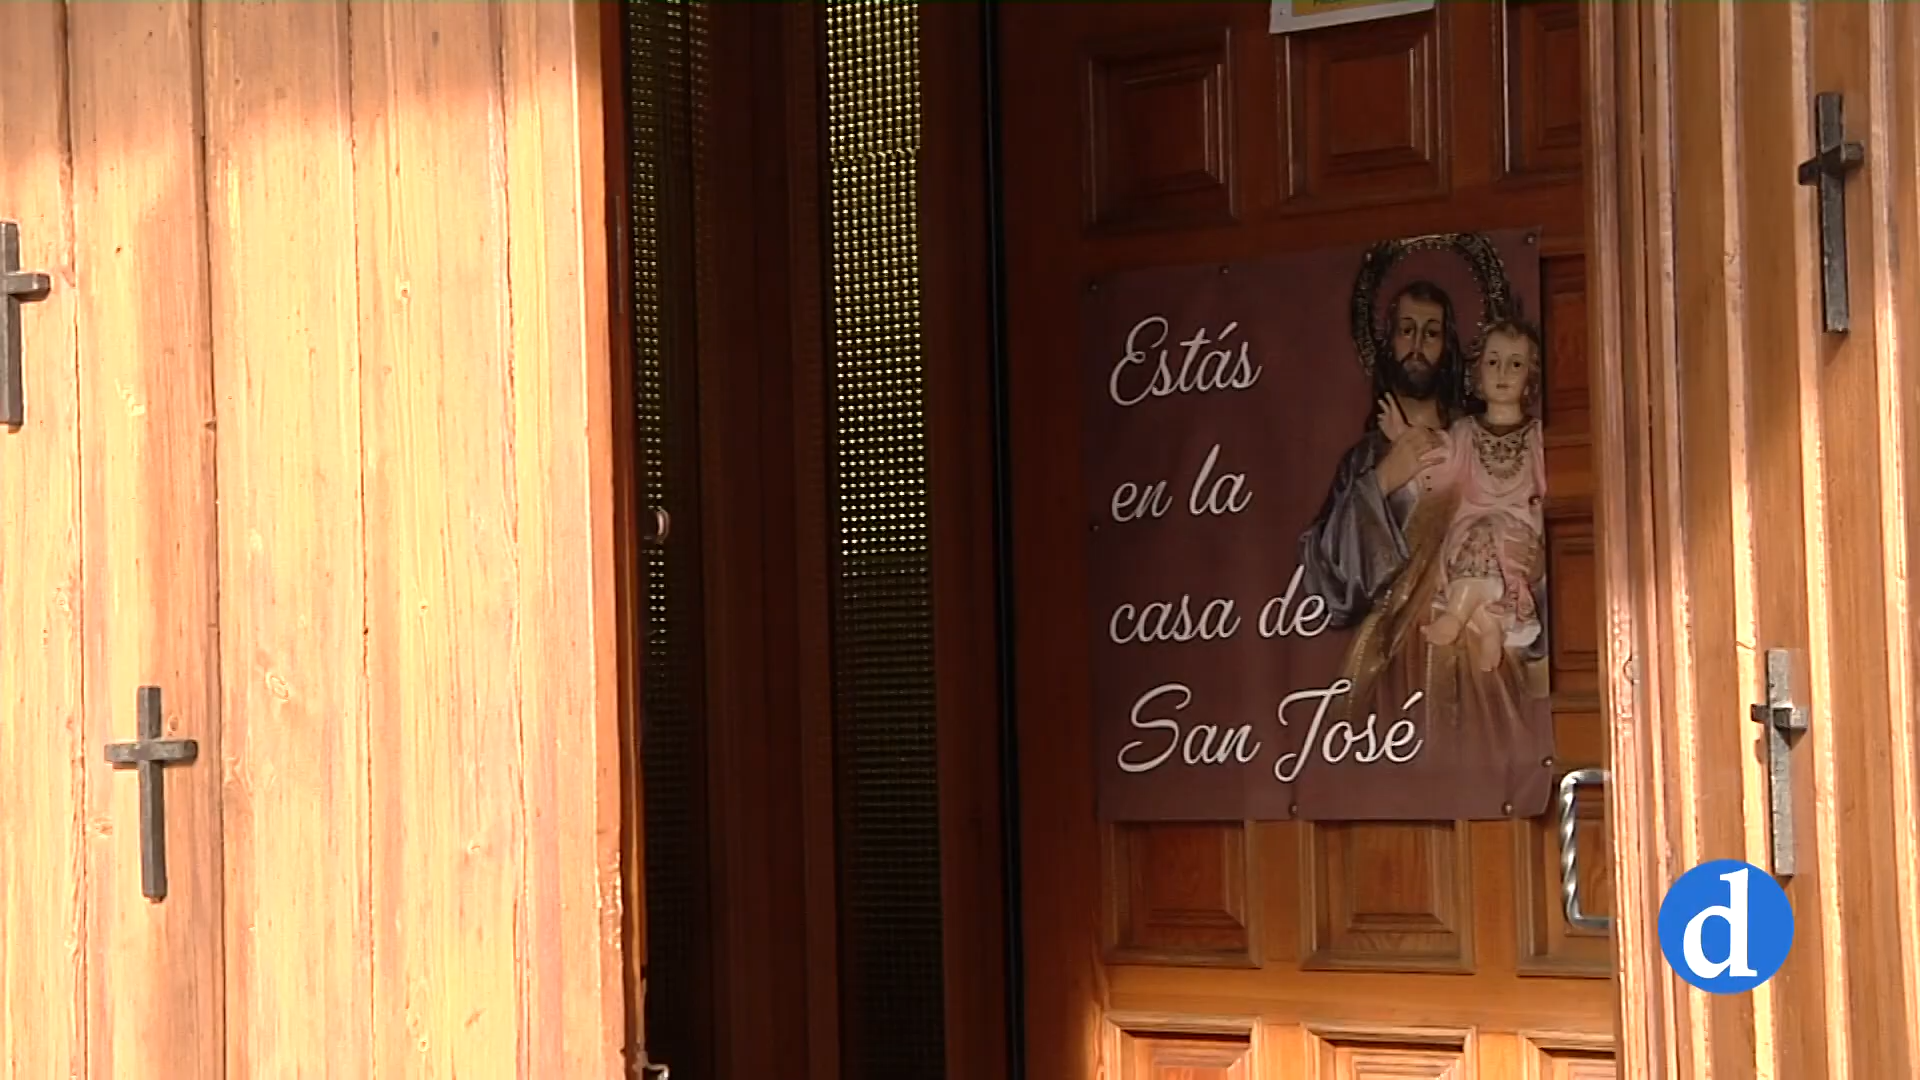 Estás
en la
casa de
San José
d